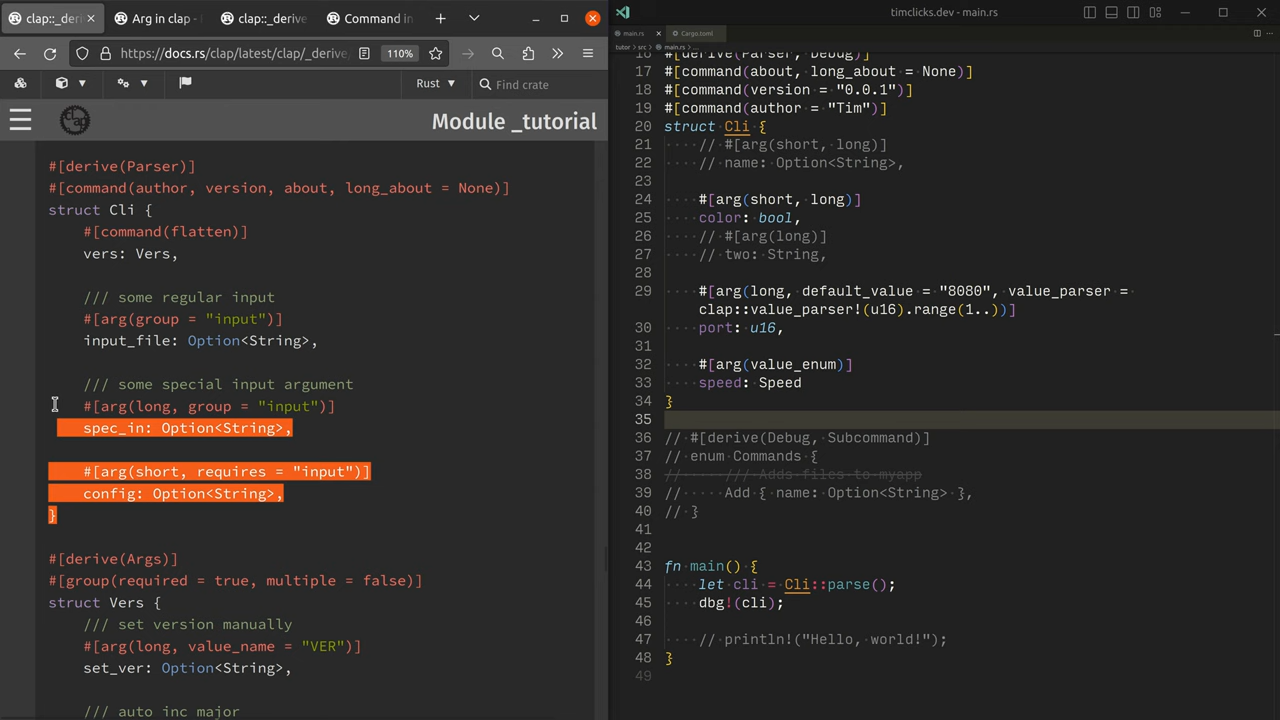 clap::_deri
Arg in clap -
clap::_derive
Command in
https://docs.rs/clap/latest/clap/_derive
110%
Rust
Find crate
clap
Module _tutorial
#[derive(Parser)]
#[command(author, version, about, long_about = None)]
struct Cli {
#[command(flatten)]
vers: Vers,
/// some regular input
#[arg(group = "input")]
input_file: Option<String>,
/// some special input argument
#[arg(long, group = "input")]
spec_in: Option<String>,
#[arg(short, requires = "input")]
config: Option<String>,
}
#[derive(Args)]
#[group(required = true, multiple = false)]
struct Vers {
/// set version manually
#[arg(long, value_name = "VER")]
set_ver: Option<String>,
/// auto inc major
timclicks.dev - main.rs
main.rs
Cargo.toml
tutor > src > main.rs
16 #[derive(Parser, Debug)]
17 #[command(about, long_about = None)]
18 #[command(version = "0.0.1")]
19 #[command(author = "Tim")]
20 struct Cli {
21 // #[arg(short, long)]
22 // name: Option<String>,
23
24 #[arg(short, long)]
25 color: bool,
26 // #[arg(long)]
27 // two: String,
28
29 #[arg(long, default_value = "8080", value_parser =
clap::value_parser!(u16).range(1..))]
30 port: u16,
31
32 #[arg(value_enum)]
33 speed: Speed
34 }
35
36 // #[derive(Debug, Subcommand)]
37 // enum Commands {
38 // /// Adds files to myapp
39 // Add { name: Option<String> },
40 // }
41
42
43 fn main() {
44 let cli = Cli::parse();
45 dbg!(cli);
46
47 // println!("Hello, world!");
48 }
49